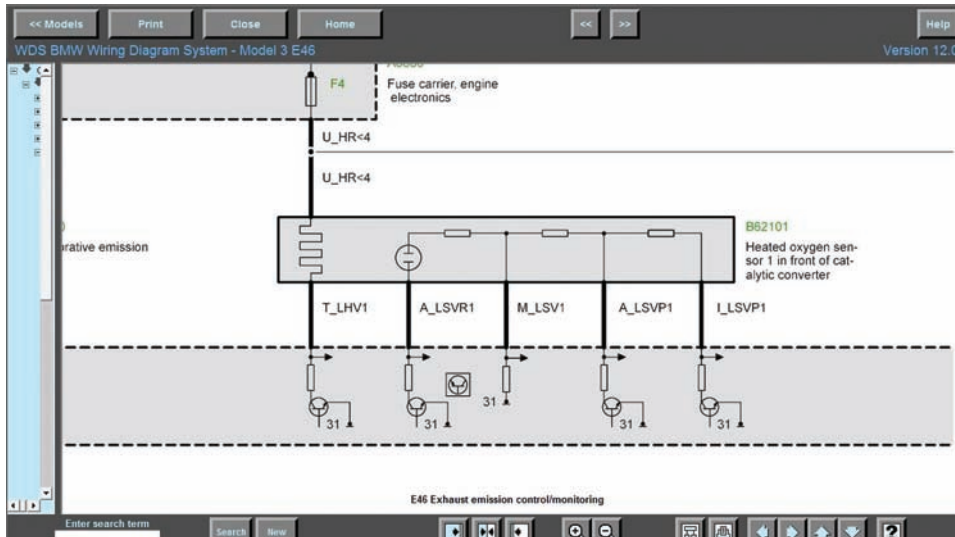 << Models
Print
Close
Home
<<
>>
Help
WDS BMW Wiring Diagram System - Model 3 E46
Version 12.0
F4
Fuse carrier, engine
electronics
U_HR<4
U_HR<4
B62101
Heated oxygen sen-
sor 1 in front of cat-
alytic converter
orative emission
T_LHV1
A_LSVR1
M_LSV1
A_LSVP1
I_LSVP1
31
31
31
31
31
E46 Exhaust emission control/monitoring
Enter search term
Search
New
?